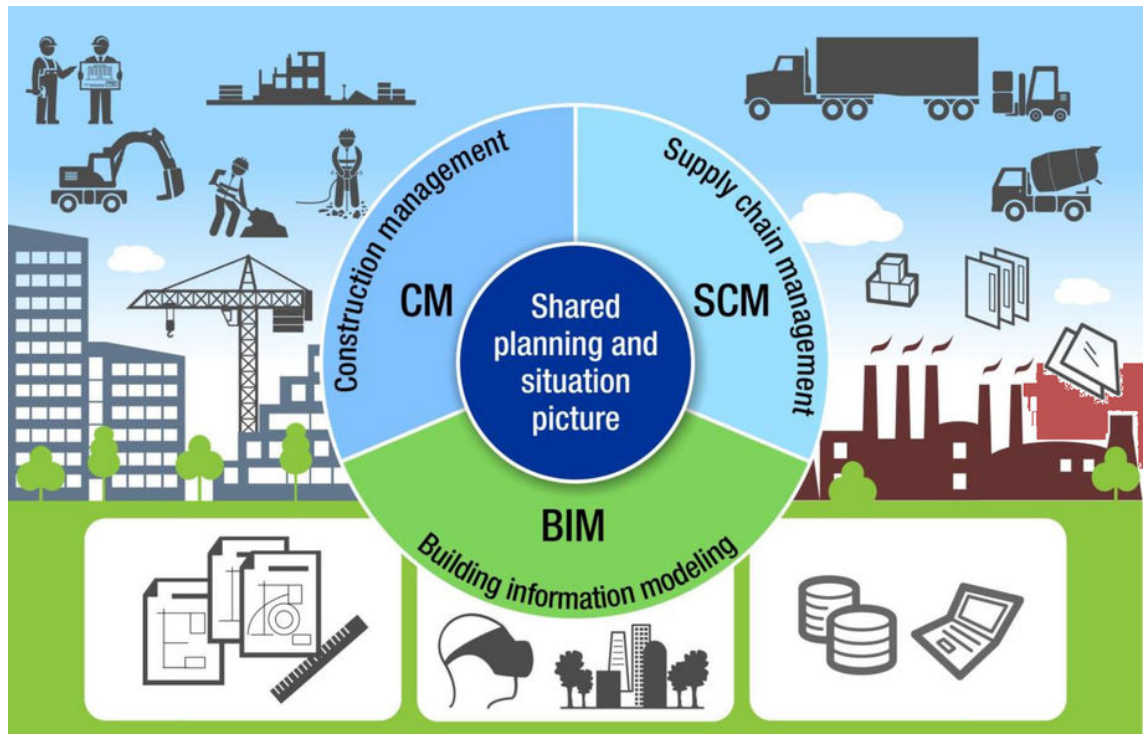 Construction management
CM
Supply chain management
SCM
Shared
planning and
situation
picture
BIM
Building information modeling